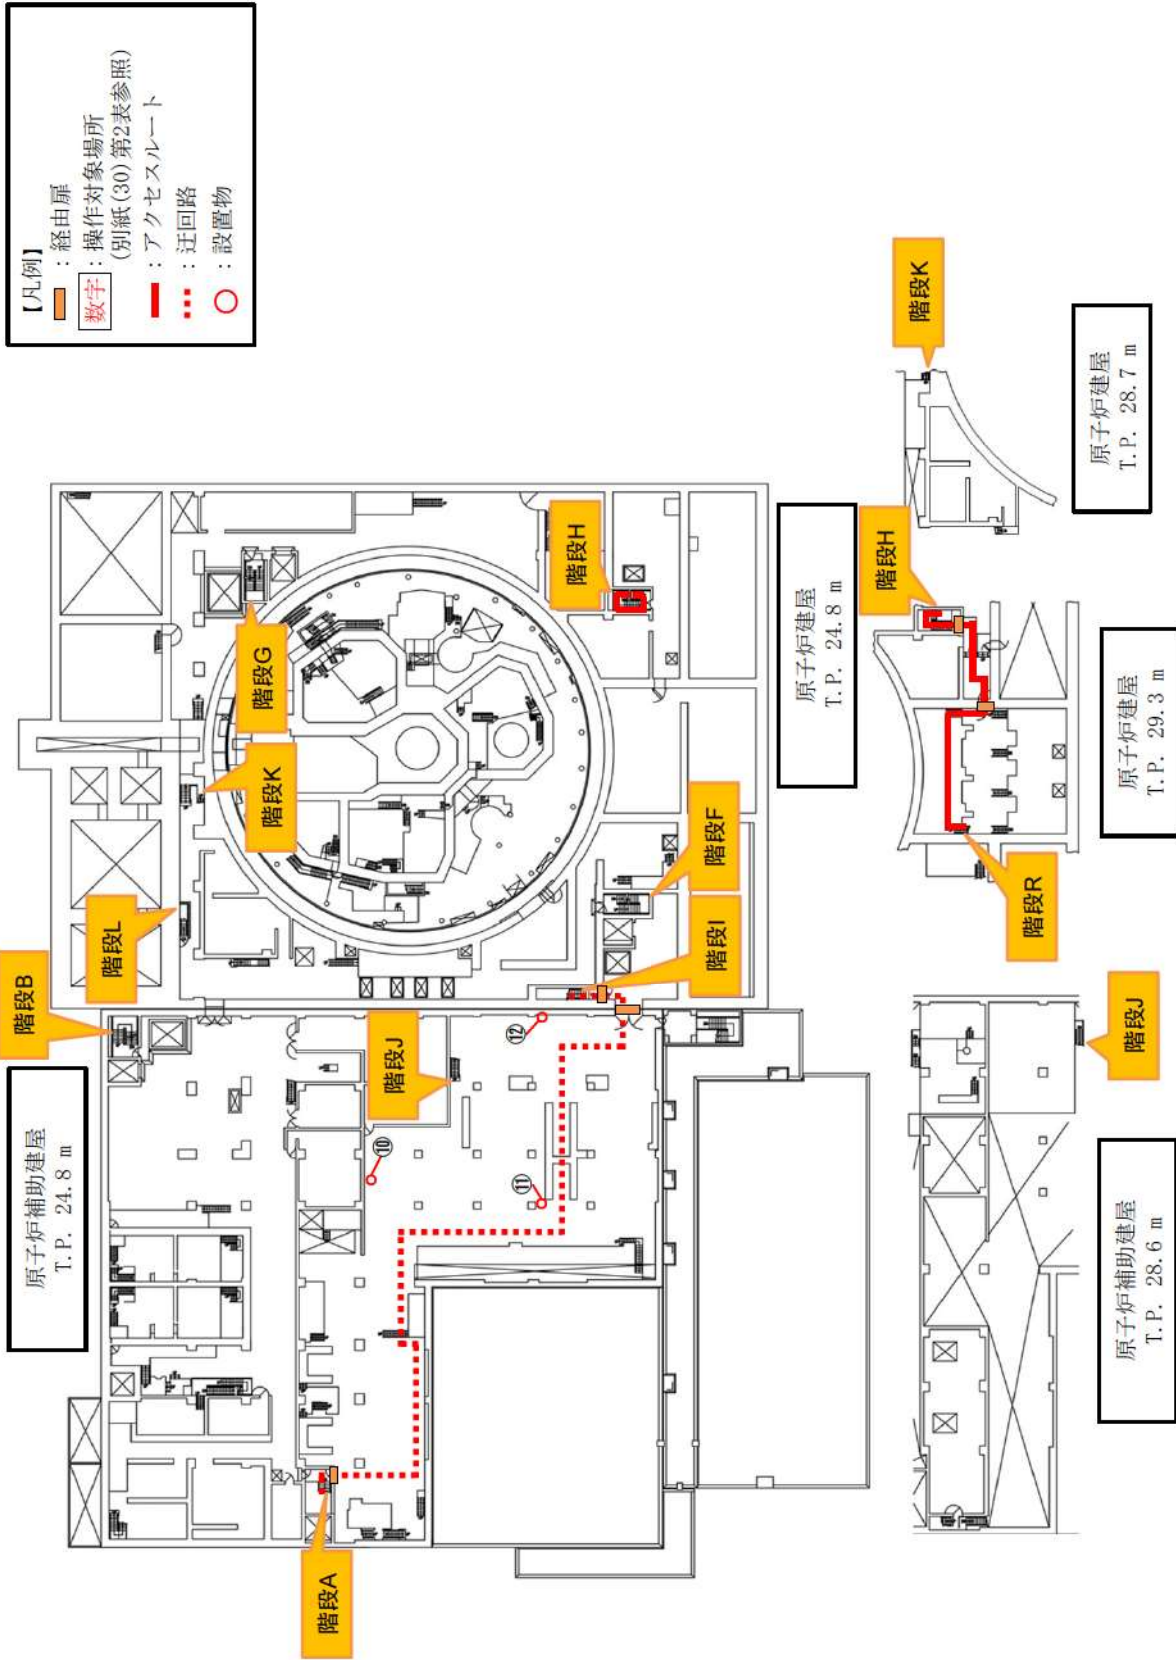 【凡例】
：経由扉
数字：操作対象場所
(別紙(30)第2表参照)
：アクセスルート
：迂回路
：設置物
原子炉補助建屋
T.P. 24.8 m
階段B
階段L
階段K
階段G
階段H
階段F
階段I
階段J
階段A
⑩
⑪
⑫
原子炉建屋
T.P. 24.8 m
階段J
原子炉補助建屋
T.P. 28.6 m
階段R
階段H
原子炉建屋
T.P. 29.3 m
階段K
原子炉建屋
T.P. 28.7 m